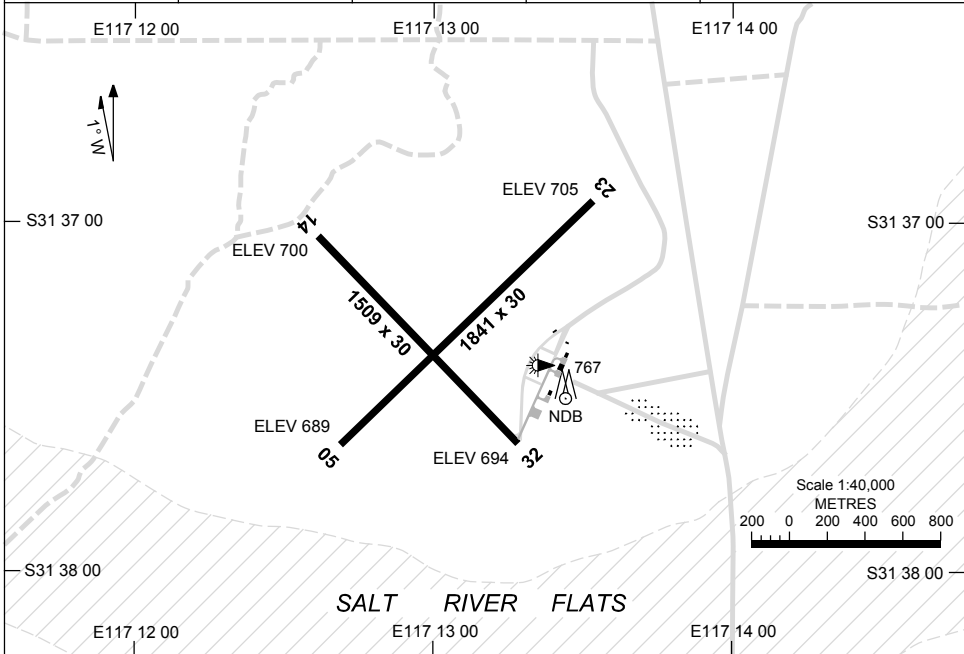 E117 12 00
E117 13 00
E117 14 00
1° W
23
ELEV 705
S31 37 00
S31 37 00
14
ELEV 700
1509 x 30
1841 x 30
767
NDB
ELEV 689
05
ELEV 694
32
Scale 1:40,000
METRES
200 0 200 400 600 800
S31 38 00
S31 38 00
SALT RIVER FLATS
E117 12 00
E117 13 00
E117 14 00